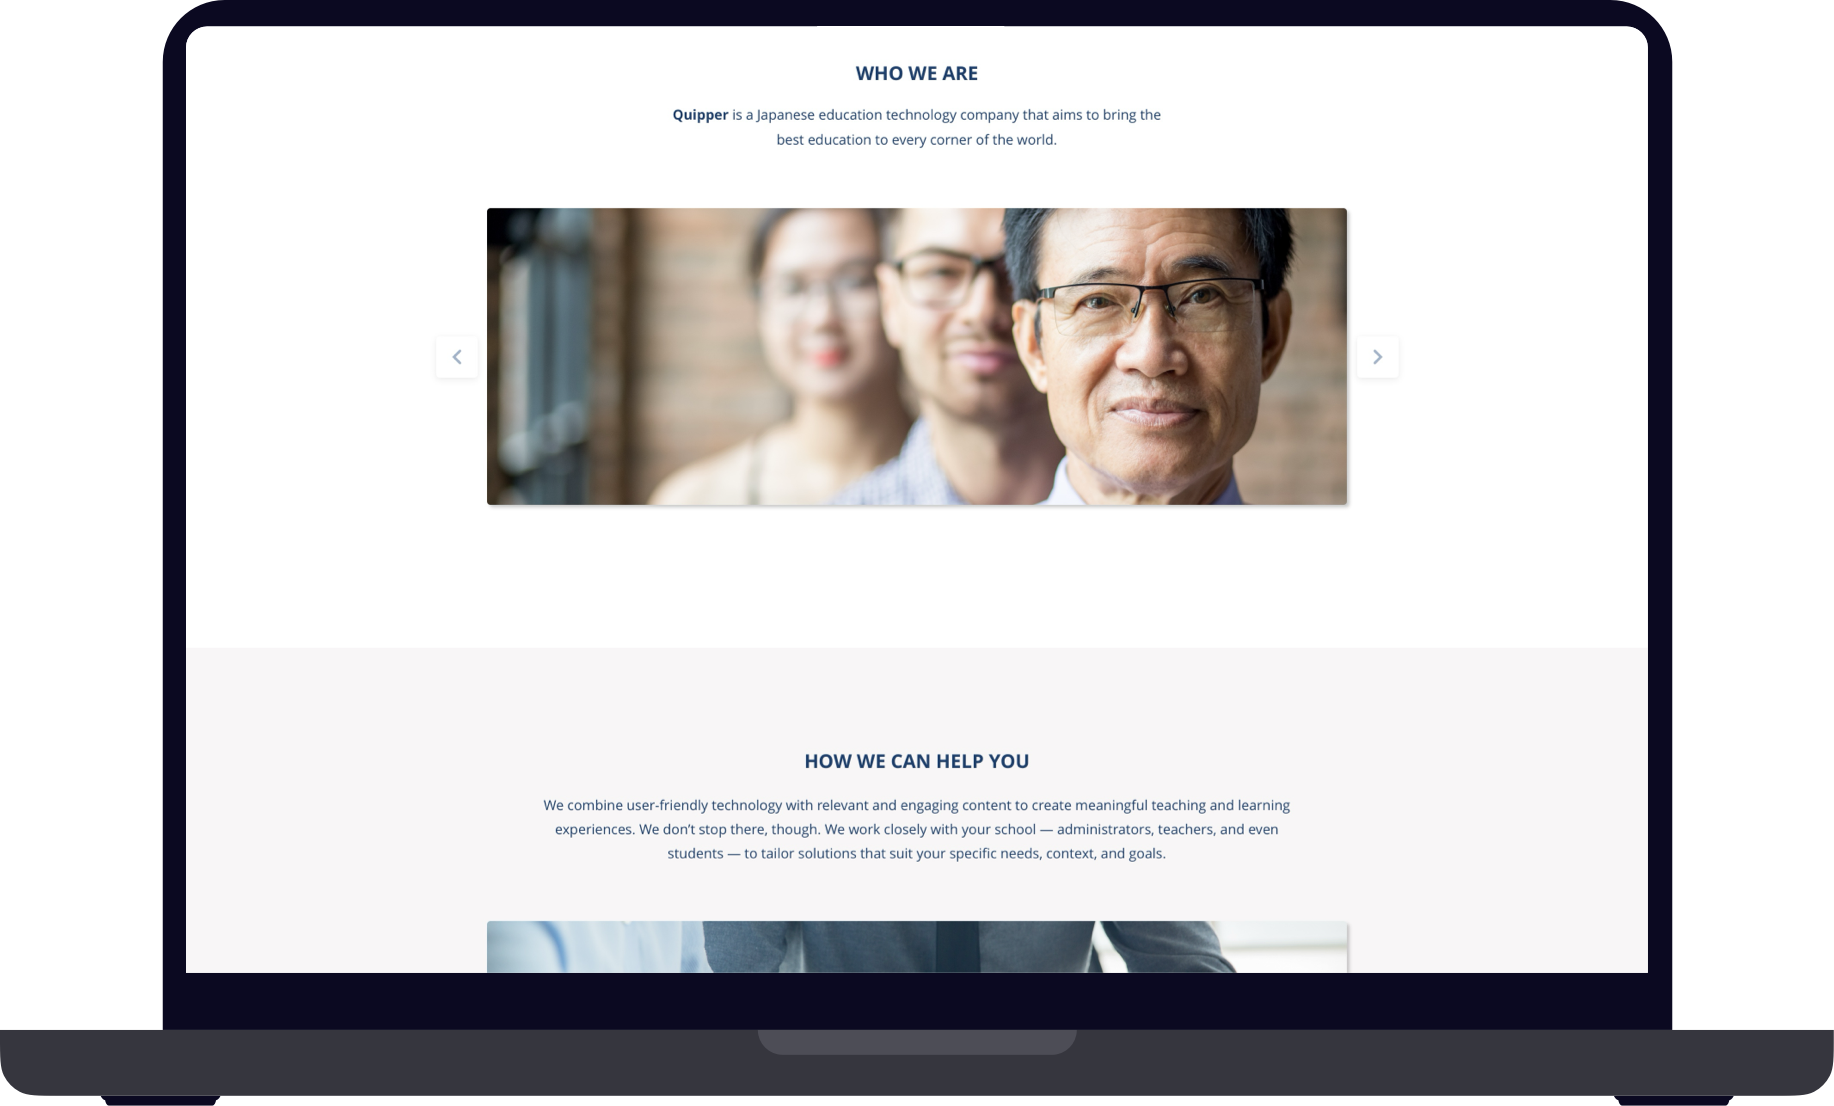 WHO WE ARE
Quipper is a Japanese education technology company that aims to bring the
best education to every corner of the world.
HOW WE CAN HELP YOU
We combine user-friendly technology with relevant and engaging content to create meaningful teaching and learning
experiences. We don’t stop there, though. We work closely with your school — administrators, teachers, and even
students — to tailor solutions that suit your specific needs, context, and goals.